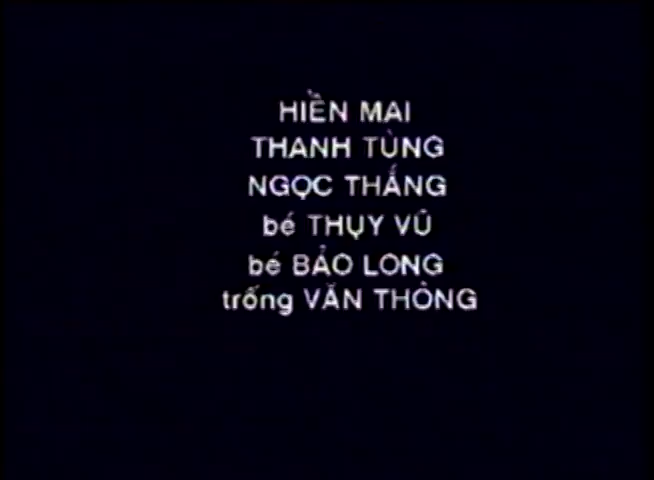 HIỀN MAI
THANH TÙNG
NGỌC THẮNG
bé THỤY VŨ
bé BẢO LONG
trống VĂN THÔNG